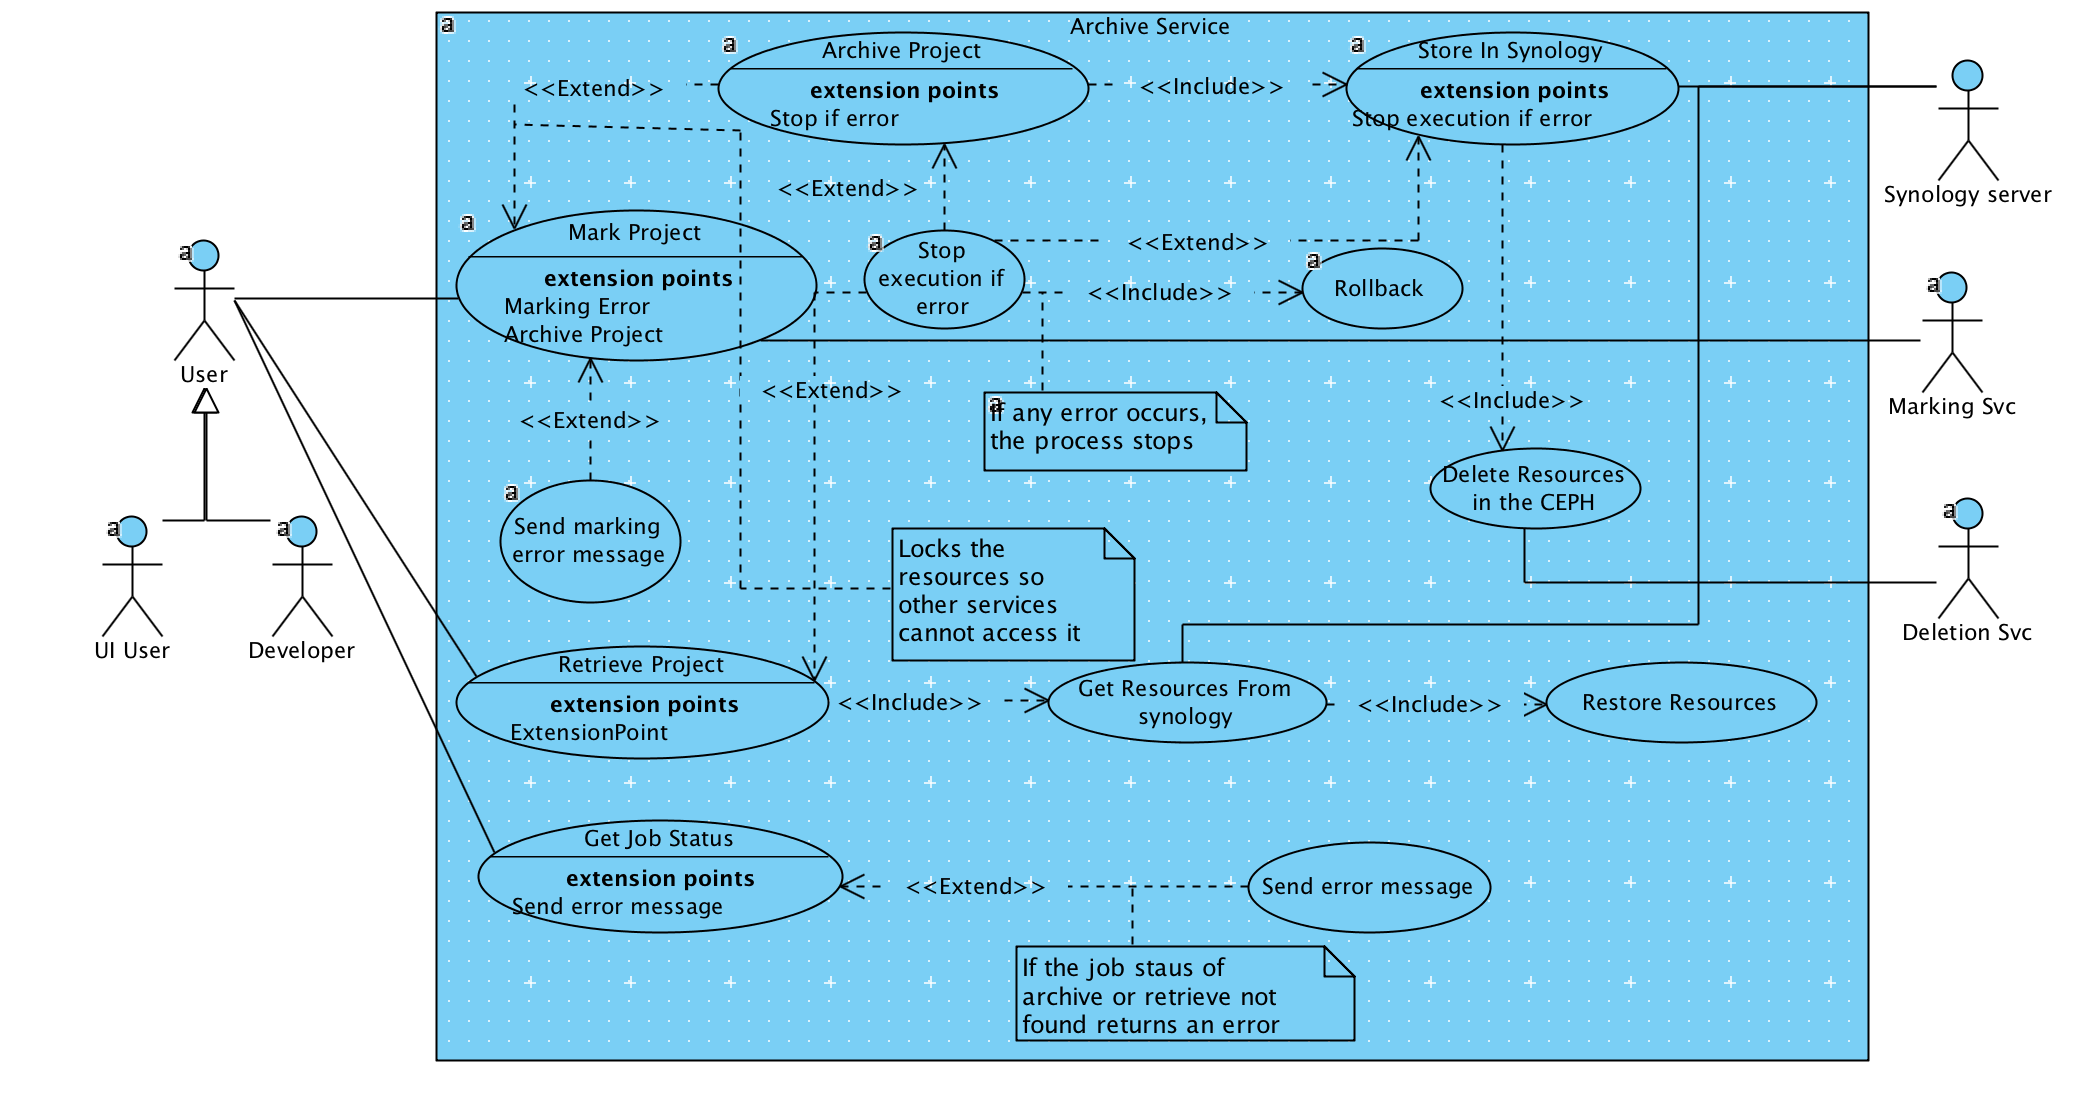 a
Archive Service
a
Archive Project
extension points
Stop if error
<<Extend>>
<<Include>>
a
Store In Synology
extension points
Stop execution if error
Synology server
<<Extend>>
a
Mark Project
extension points
Marking Error
Archive Project
a
Stop
execution if
error
<<Extend>>
<<Include>>
a
Rollback
a
User
a
Marking Svc
<<Extend>>
<<Extend>>
a
If any error occurs,
the process stops
<<Include>>
Delete Resources
in the CEPH
a
Send marking
error message
a
UI User
a
Developer
Locks the
resources so
other services
cannot access it
a
Deletion Svc
Retrieve Project
extension points
ExtensionPoint
<<Include>>
Get Resources From
synology
<<Include>>
Restore Resources
Get Job Status
extension points
Send error message
<<Extend>>
Send error message
If the job staus of
archive or retrieve not
found returns an error